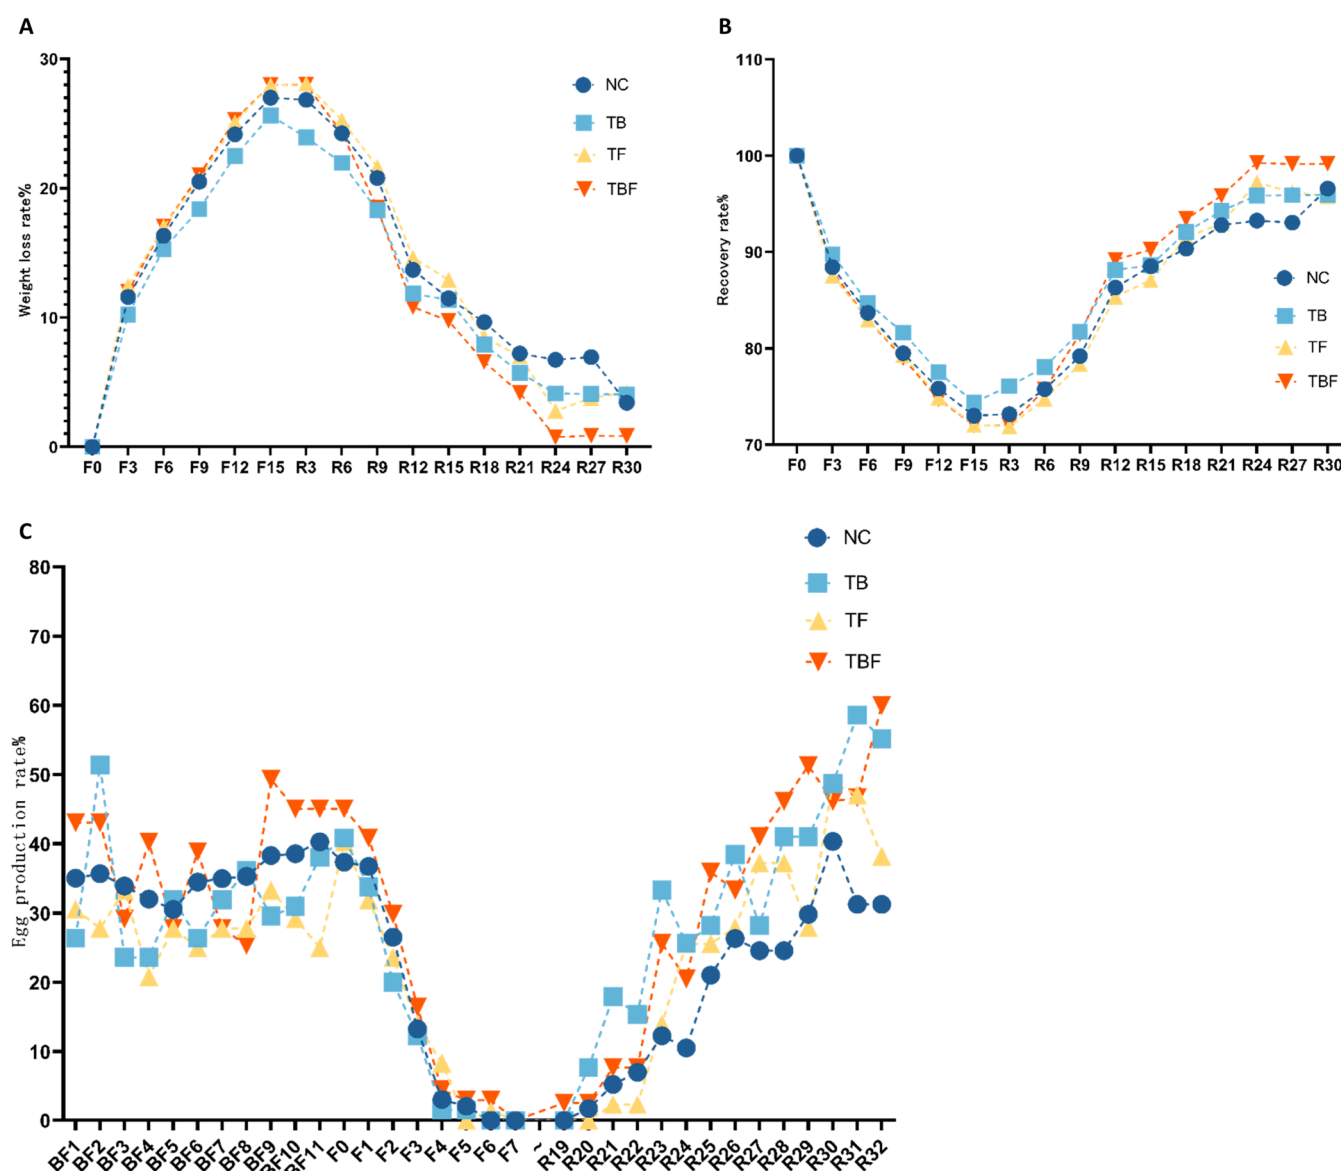 A
B
30
20
10
0
Weight loss rate%
NC
TB
TF
TBF
F0 F3 F6 F9 F12 F15 R3 R6 R9 R12 R15 R18 R21 R24 R27 R30
110
100
90
80
70
Recovery rate%
NC
TB
TF
TBF
F0 F3 F6 F9 F12 F15 R3 R6 R9 R12 R15 R18 R21 R24 R27 R30
C
NC
TB
TF
TBF
80
70
60
50
40
30
20
10
0
Egg production rate%
BF1 BF2 BF3 BF4 BF5 BF6 BF7 BF8 BF9 BF10 BF11 F0 F1 F2 F3 F4 F5 F6 F7 ~ R19 R20 R21 R22 R23 R24 R25 R26 R27 R28 R29 R30 R31 R32